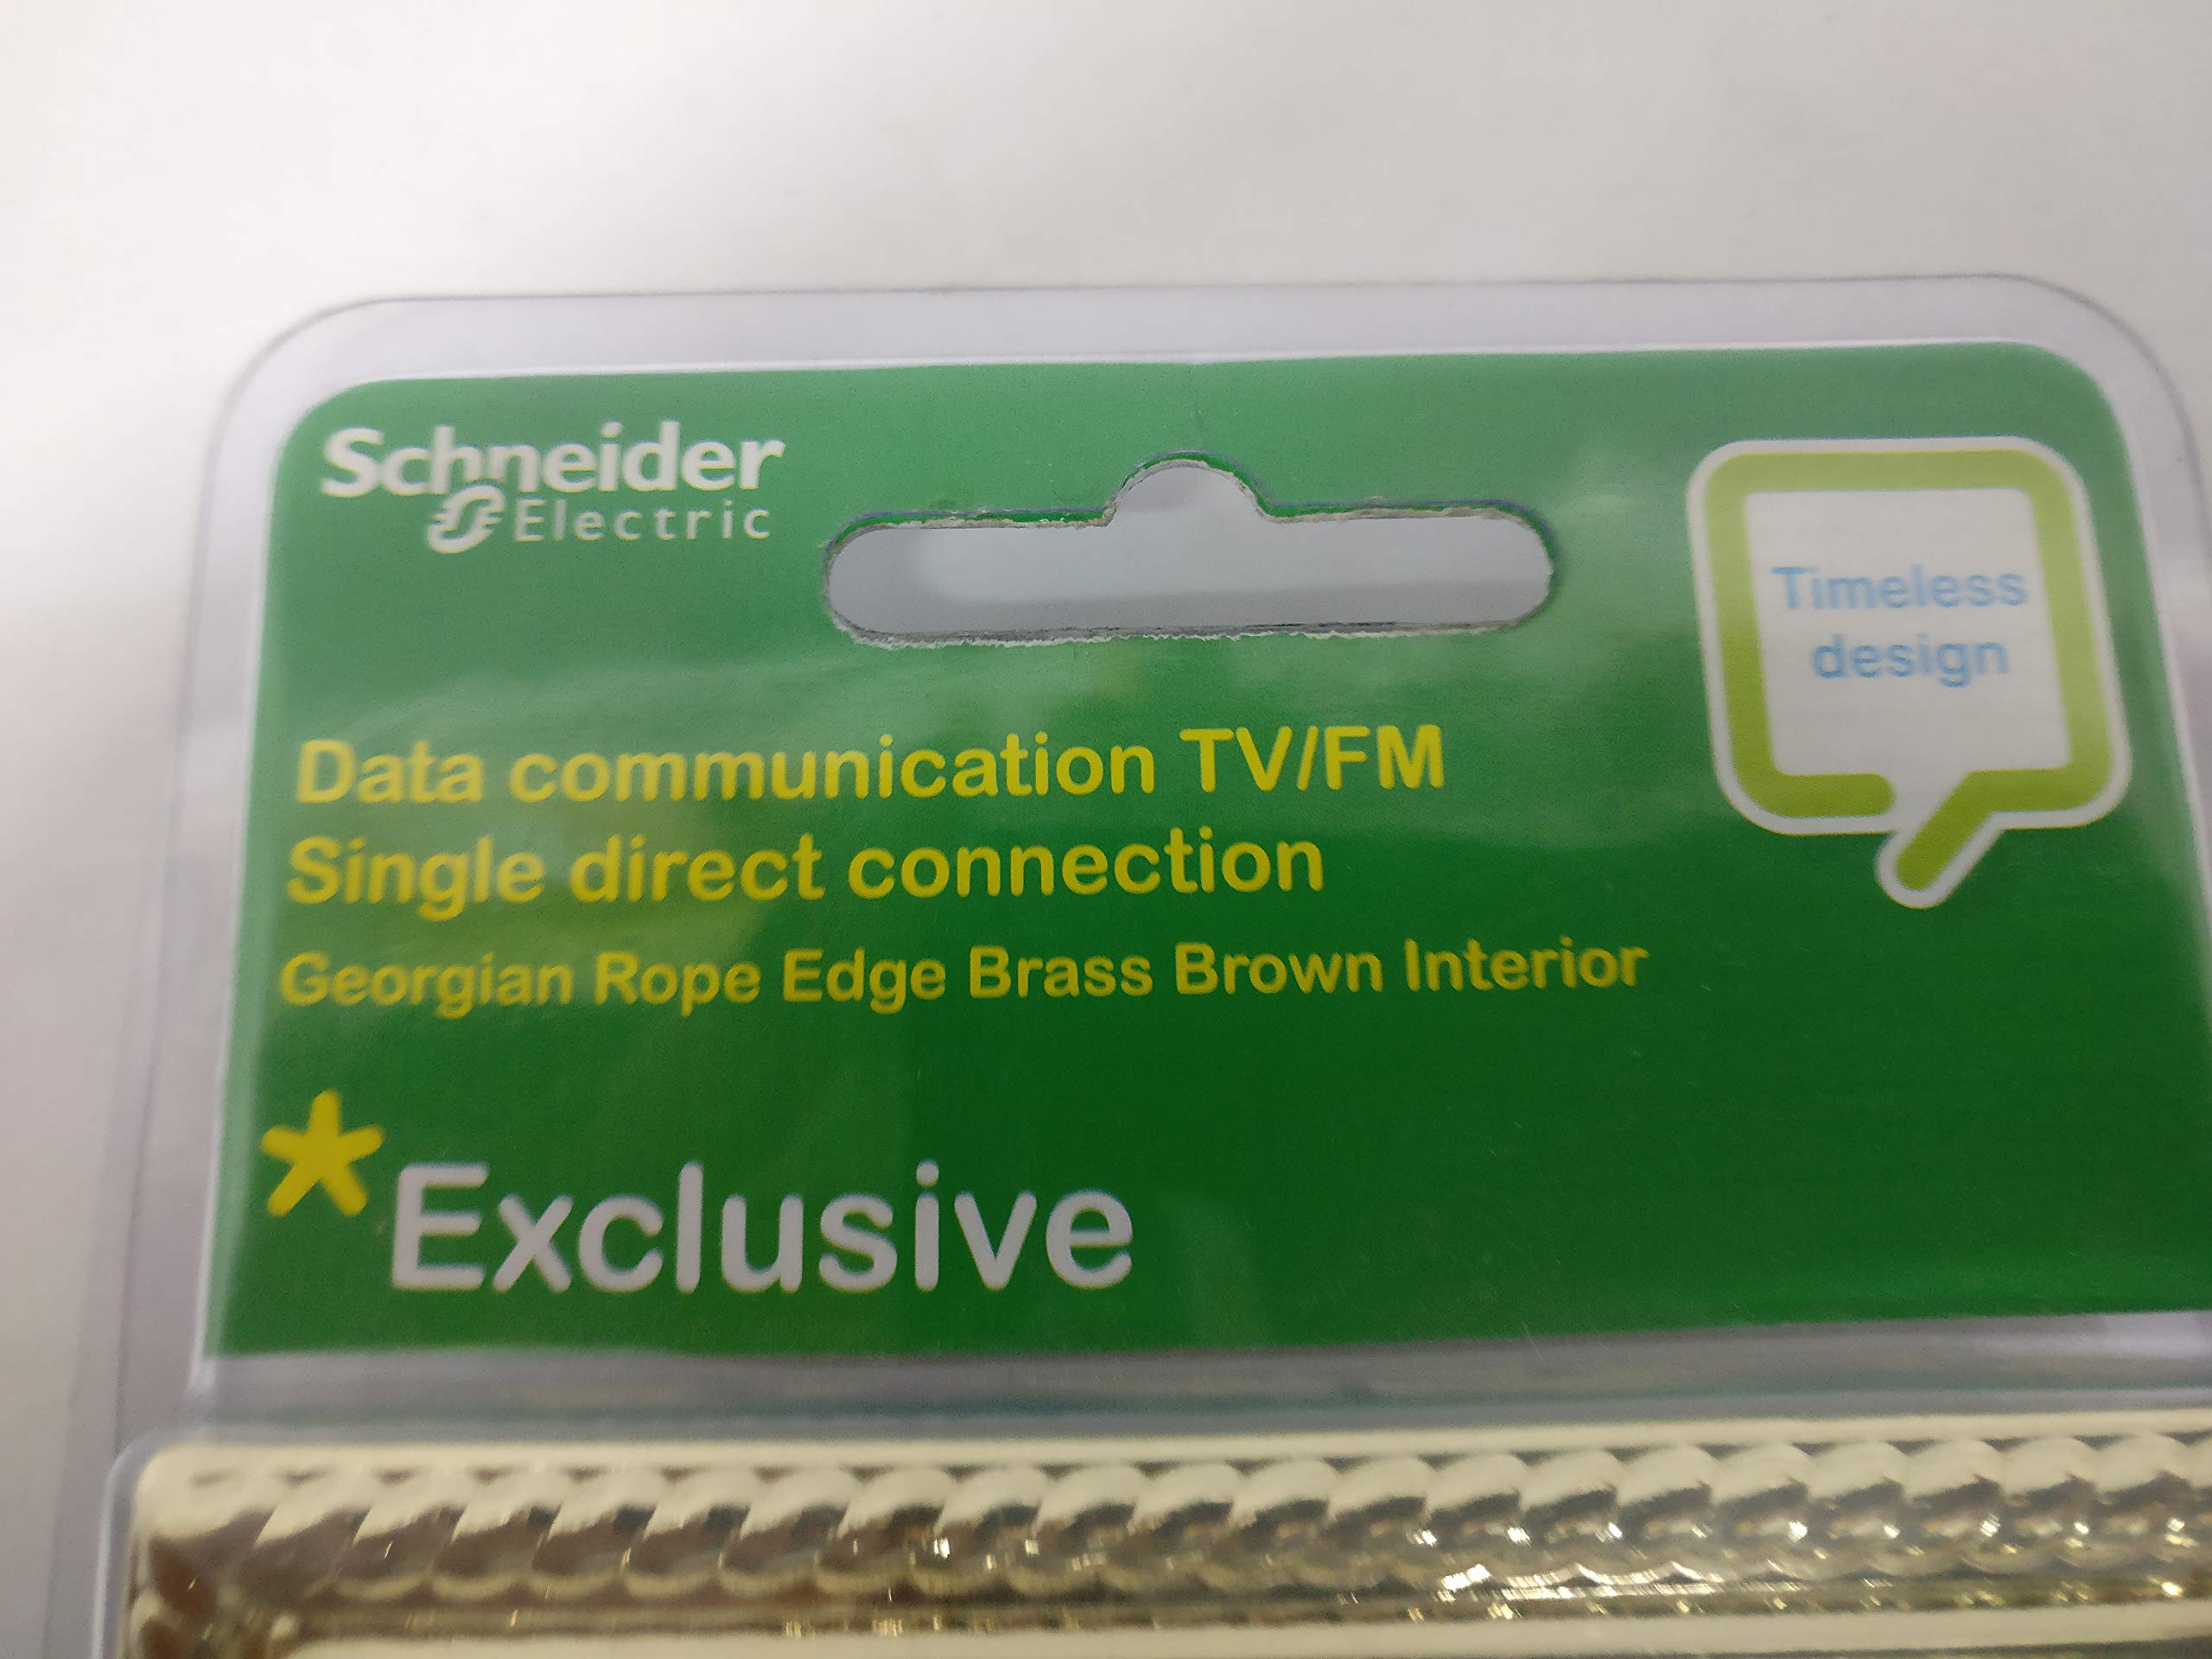 Schneider
Electric
Timeless
design
Data communication TV/FM
Single direct connection
Georgian Rope Edge Brass Brown Interior
*Exclusive